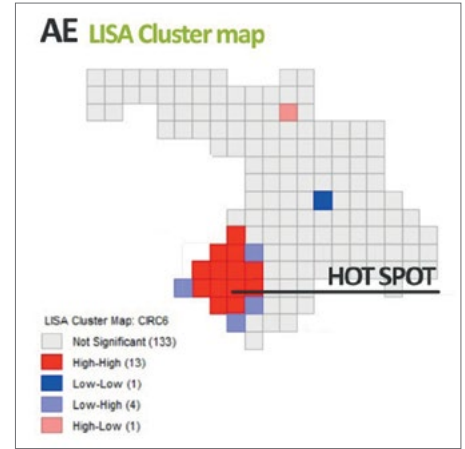 AE LISA Cluster map
HOT SPOT
LISA Cluster Map: CIRC6
Not Significant (133)
High-High (13)
Low-Low (1)
Low-High (4)
High-Low (1)